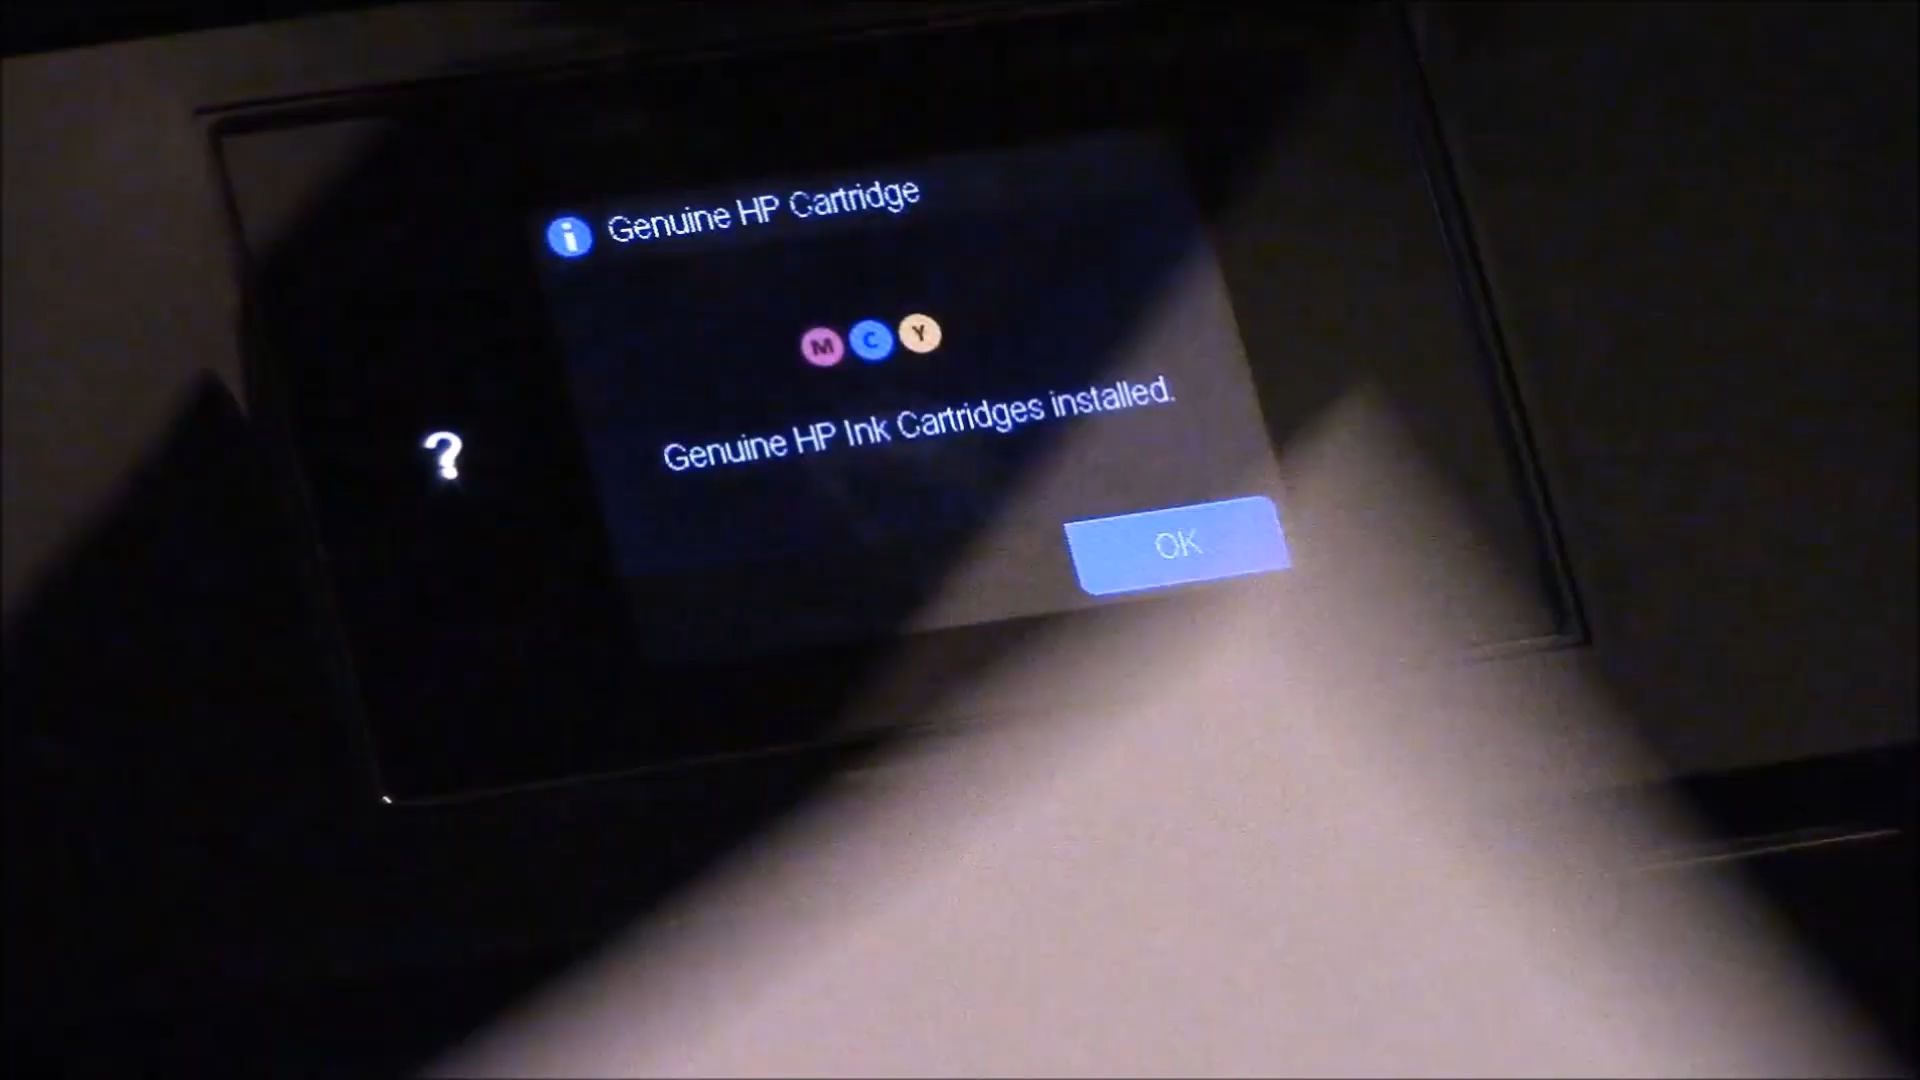 Genuine HP Cartridge
M C Y
Genuine HP Ink Cartridges installed.
?
OK